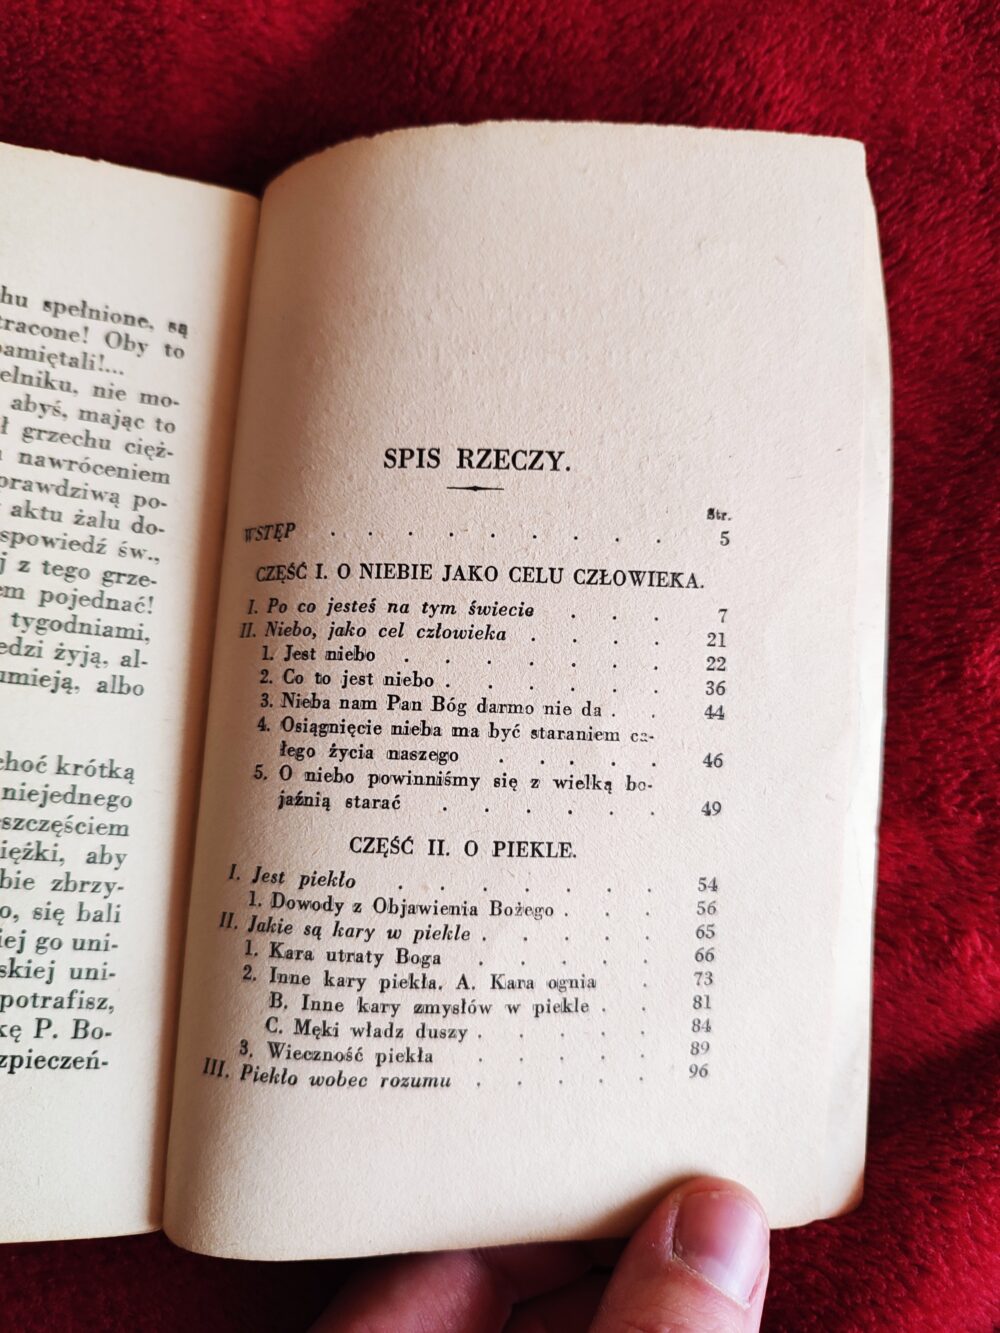 hu spełnione, są
racone! Oby to
amiętali!...
elniku, nie mo-
abyś, mając to
ł grzechu cięż-
nawróceniem
prawdziwą po-
aktu żalu do-
spowiedź św.,
j z tego grze-
em pojednać!
tygodniami,
edzi żyją, al-
umieją, albo
choć krótką
niejednego
szczęściem
iężki, aby
bie zbrzy-
o, się bali
iej go uni-
skiej uni-
potrafisz,
kę P. Bo-
zpieczeń-
SPIS RZECZY.
Str.
WSTĘP . . . . . . . . . 5
CZĘŚĆ I. O NIEBIE JAKO CELU CZŁOWIEKA.
I. Po co jesteś na tym świecie . . . 7
II. Niebo, jako cel człowieka . . . . 21
1. Jest niebo . . . . . . . 22
2. Co to jest niebo . . . . . . 36
3. Nieba nam Pan Bóg darmo nie da . . 44
4. Osiągnięcie nieba ma być staraniem ca-
łego życia naszego . . . . . 46
5. O niebo powinniśmy się z wielką bo-
jaźnią starać . . . . . . 49
CZĘŚĆ II. O PIEKLE.
I. Jest piekło . . . . . . . 54
1. Dowody z Objawienia Bożego . . . 56
II. Jakie są kary w piekle . . . . . 65
1. Kara utraty Boga . . . . . 66
2. Inne kary piekła. A. Kara ognia . 73
B. Inne kary zmysłów w piekle . . 81
C. Męki władz duszy . . . . . 84
3. Wieczność piekła . . . . . 89
III. Piekło wobec rozumu . . . . . 96